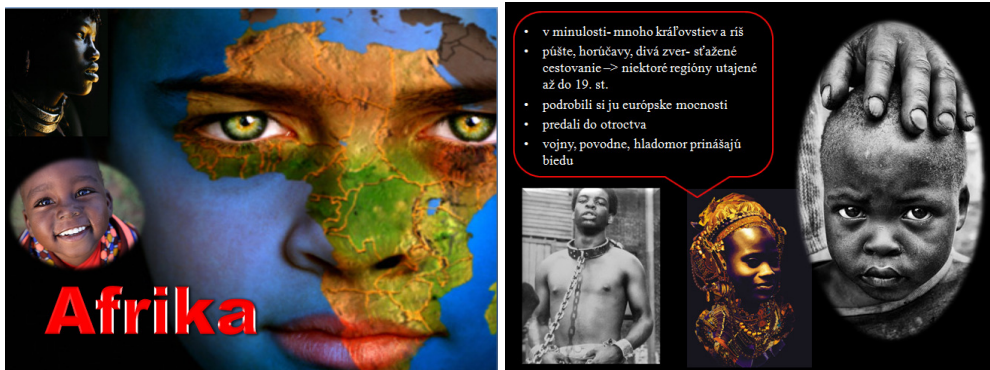 Afrika
• v minulosti- mnoho kráľovstiev a ríš
• púšte, horúčavy, divá zver- sťažené
cestovanie –> niektoré regióny utajené
až do 19. st.
• podrobili si ju európske mocnosti
• predali do otroctva
• vojny, povodne, hladomor prinášajú
biedu